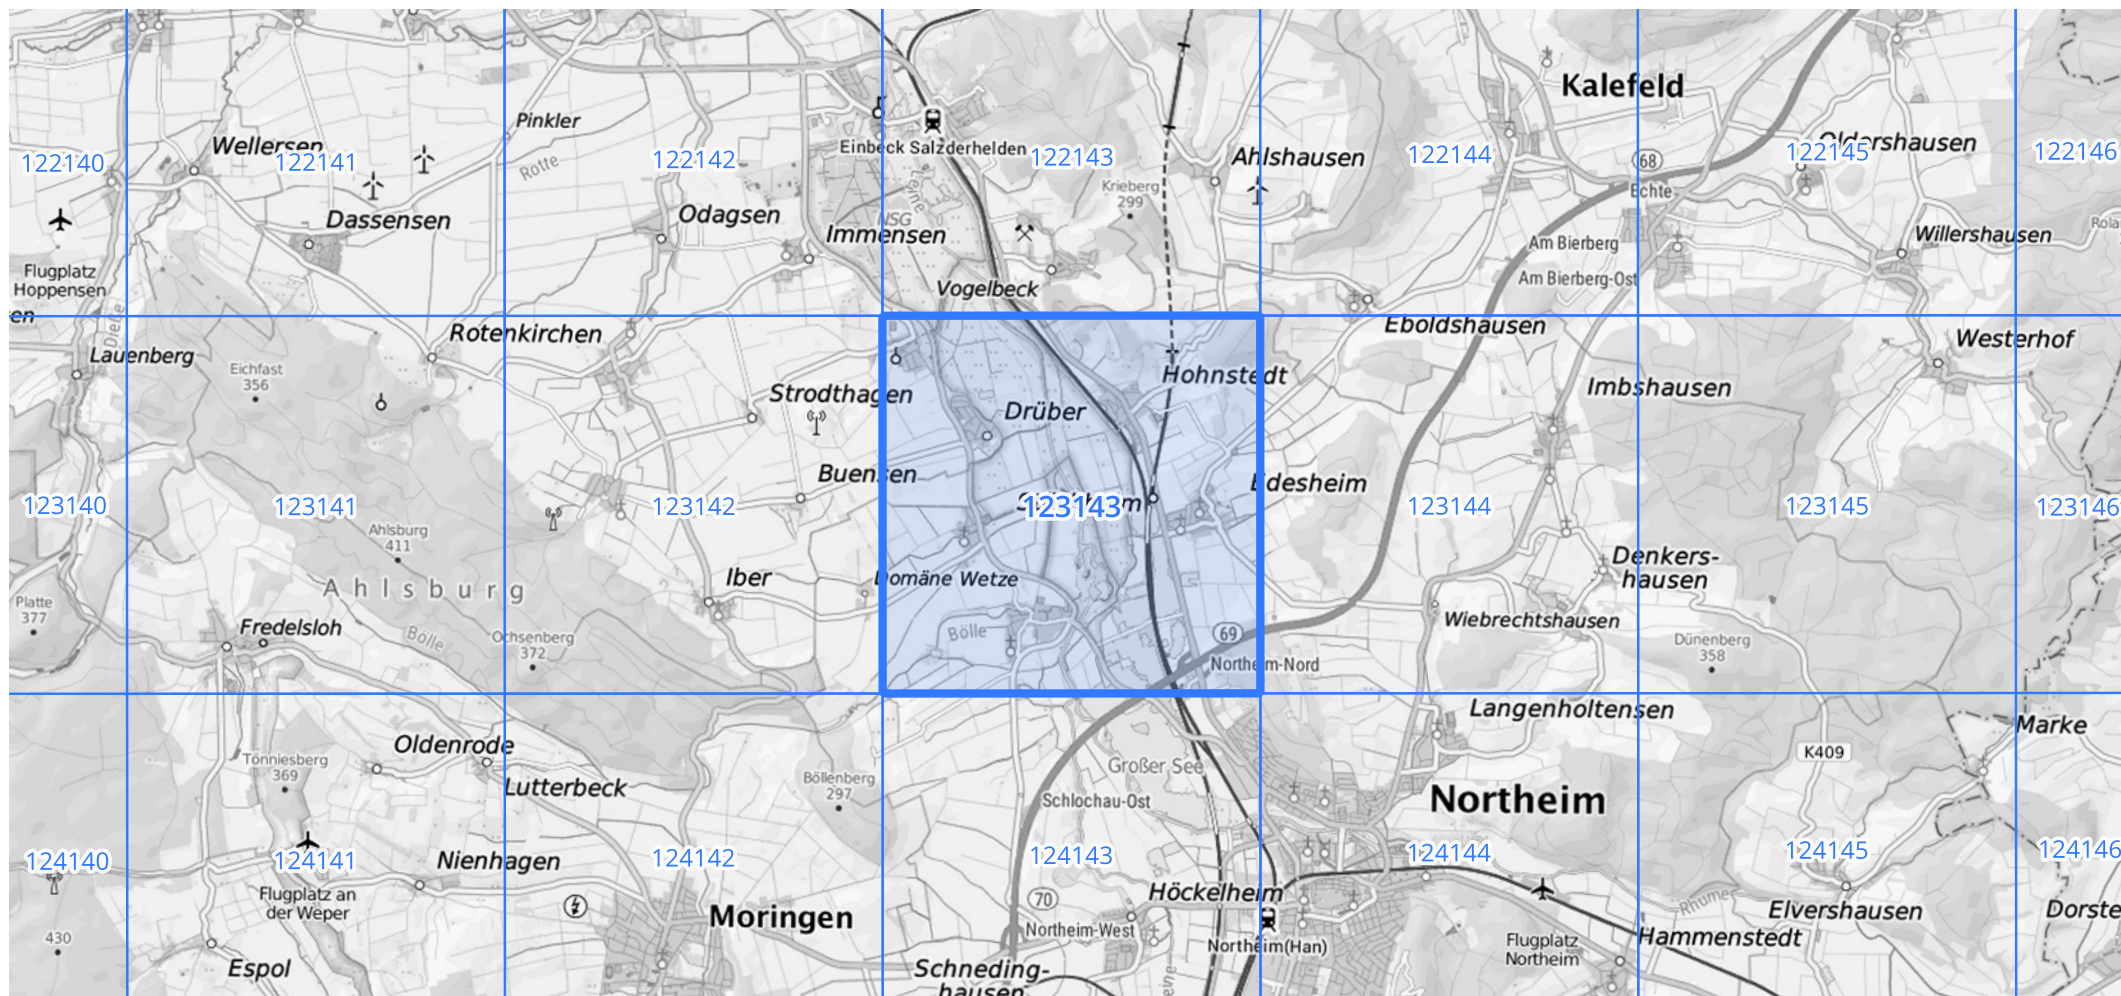 Kalefeld
Pinkler
Wellersen
Rotte
Einbeck Salzderhelden
Oldershausen
68
122140
122141
122142
122143
Ahlshausen
122144
122145
122146
Leine
Krieberg
299
Echte
Dassensen
Odagsen
NSG
Immensen
Am Bierberg
Willershausen
Rola
Flugplatz
Hoppensen
Am Bierberg-Ost
Vogelbeck
en
Dieße
Rotenkirchen
Eboldshausen
Westerhof
Lauenberg
Eichfast
356
Hohnstedt
Imbshausen
Strodthagen
Drüber
Buensen
Edesheim
123140
123141
123142
123143
123144
123145
123146
Ahlsburg
411
Denkers-
hausen
Ahlsburg
Iber
Domäne Wetze
Platte
377
Fredelsloh
Bölle
Ochsenberg
372
Bölle
69
Wiebrechtshausen
Dünenberg
358
Northeim-Nord
Langenholtensen
Marke
Oldenrode
Tönniesberg
369
Lutterbeck
Böllenberg
297
Großer See
K409
Schlochau-Ost
Northeim
124140
124141
124142
124143
124144
124145
124146
Nienhagen
Flugplatz an
der Weper
Höckelheim
70
Moringen
Northeim-West
Northeim(Han)
Rhume
Elvershausen
Dorste
430
Espol
Flugplatz
Northeim
Hammenstedt
Schneding-
hausen
eine